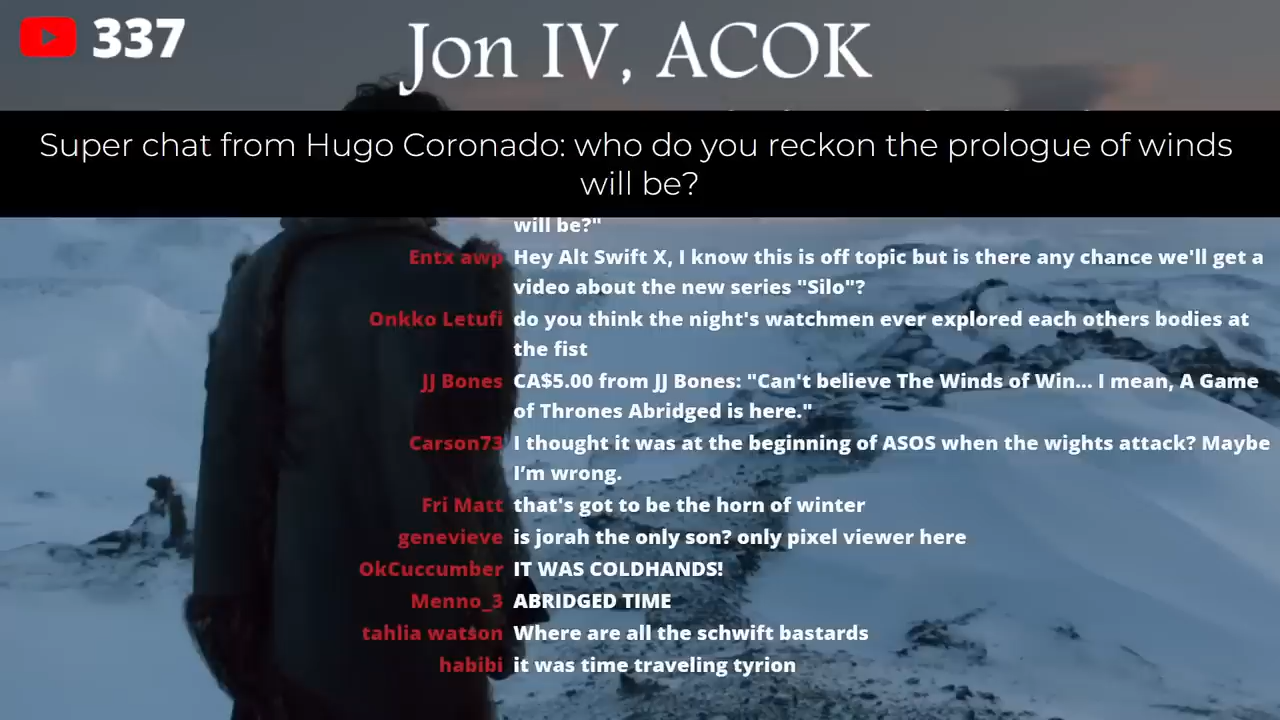 337
Jon IV, ACOK
Super chat from Hugo Coronado: who do you reckon the prologue of winds
will be?
will be?"
Entx awp Hey Alt Swift X, I know this is off topic but is there any chance we'll get a
video about the new series "Silo"?
Onkko Letufi do you think the night's watchmen ever explored each others bodies at
the fist
JJ Bones CA$5.00 from JJ Bones: "Can't believe The Winds of Win... I mean, A Game
of Thrones Abridged is here."
Carson73 I thought it was at the beginning of ASOS when the wights attack? Maybe
I’m wrong.
Fri Matt that's got to be the horn of winter
genevieve is jorah the only son? only pixel viewer here
OkCuccumber IT WAS COLDHANDS!
Menno_3 ABRIDGED TIME
tahlia watson Where are all the schwift bastards
habibi it was time traveling tyrion